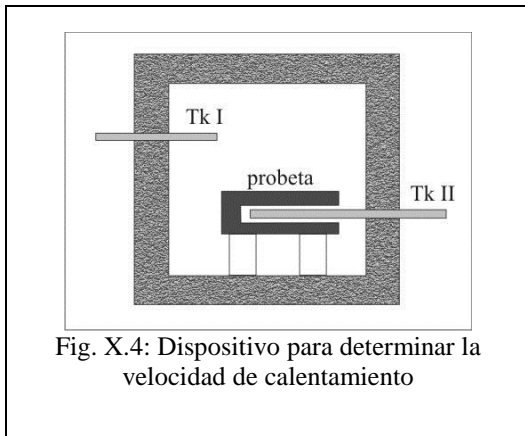 Tk I
probeta
Tk II
Fig. X.4: Dispositivo para determinar la
velocidad de calentamiento